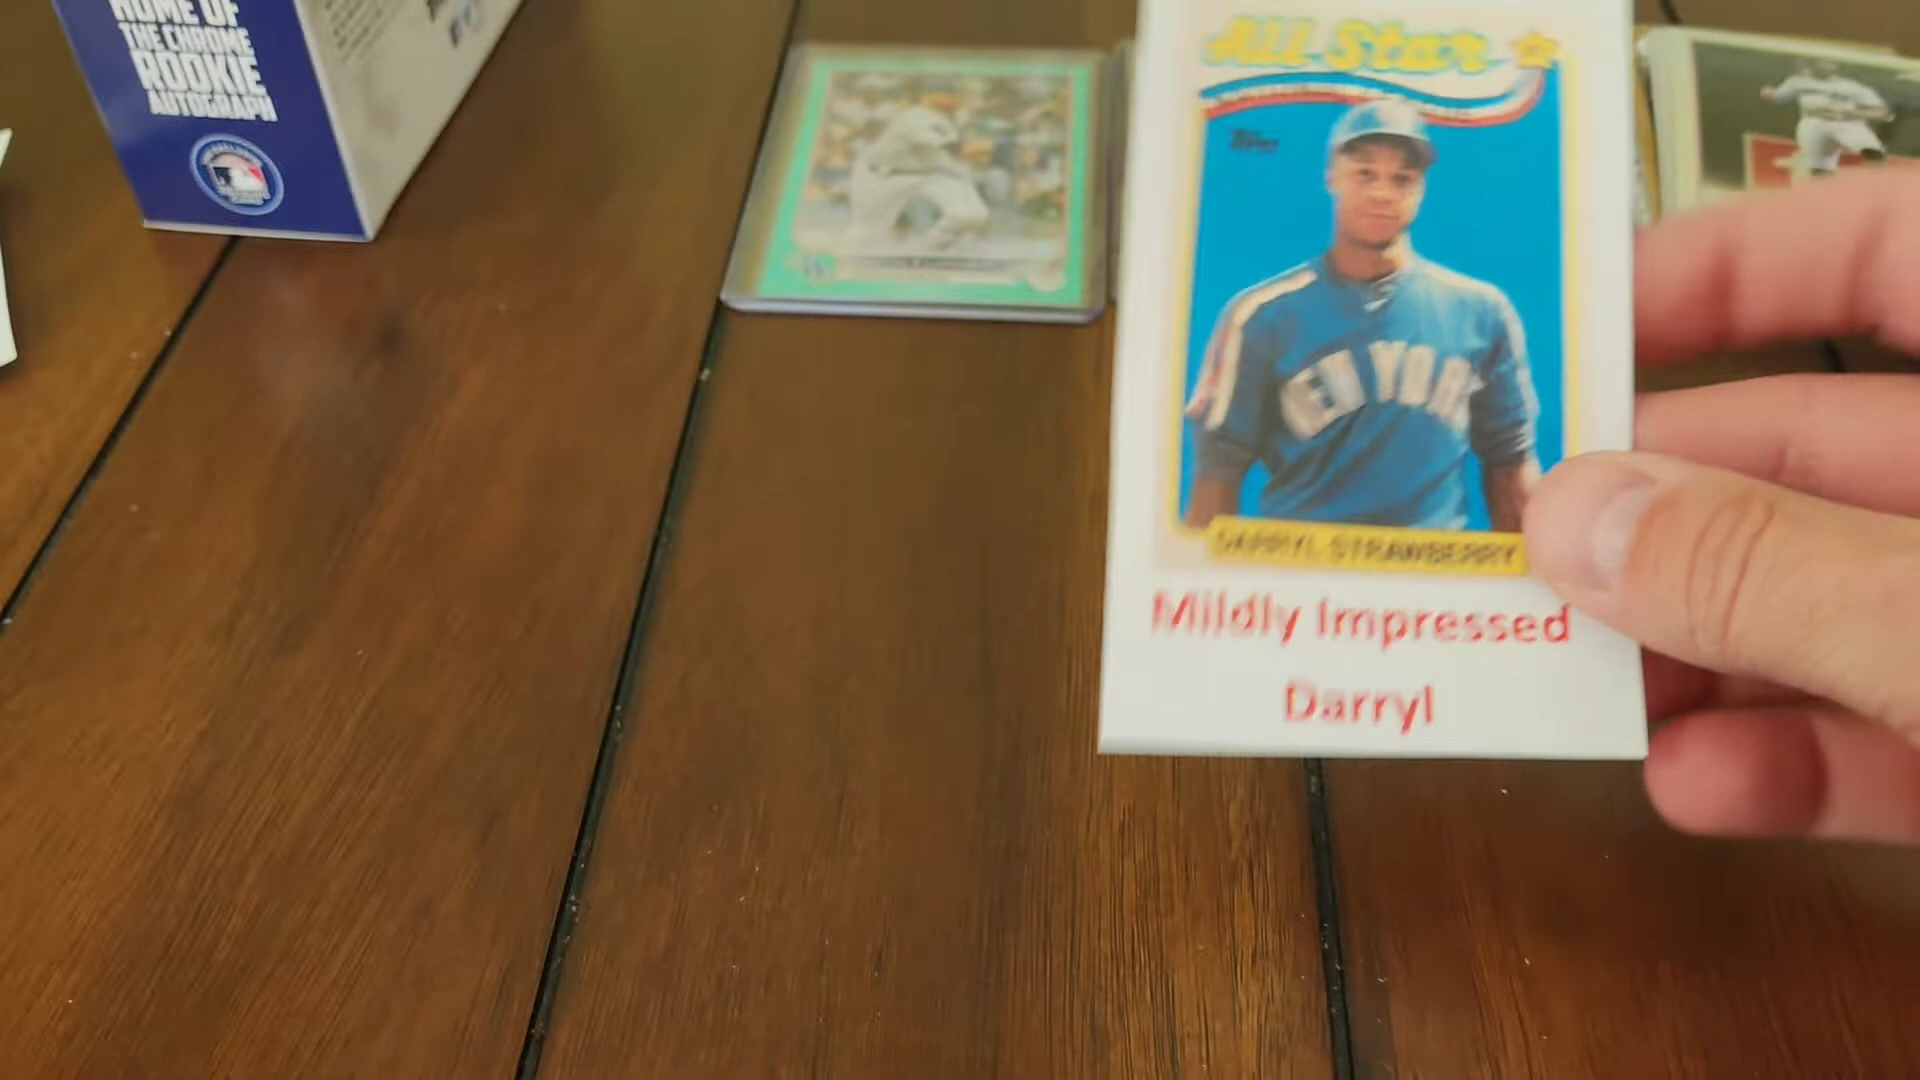 HOME OF
THE CHROME
ROOKIE
AUTOGRAPH
All Star
Topps
NEW YORK
DARRYL STRAWBERRY
Mildly Impressed
Darryl